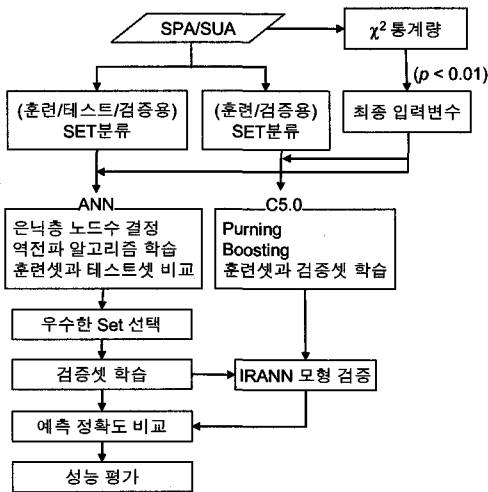 SPA/SUA
χ² 통계량
(p < 0.01)
(훈련/테스트/검증용)
SET분류
(훈련/검증용)
SET분류
최종 입력변수
ANN
은닉층 노드수 결정
역전파 알고리즘 학습
훈련셋과 테스트셋 비교
C5.0
Purning
Boosting
훈련셋과 검증셋 학습
우수한 Set 선택
검증셋 학습
IRANN 모형 검증
예측 정확도 비교
성능 평가